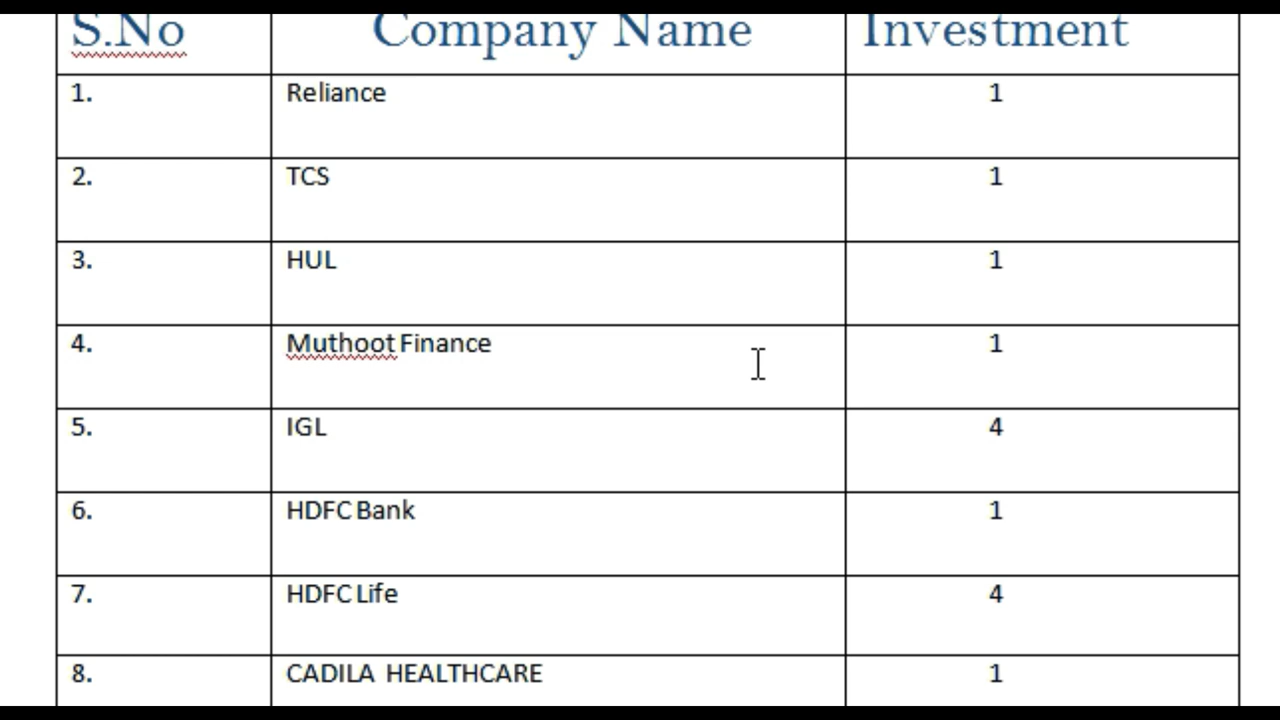 S.No Company Name Investment
1. Reliance 1
2. TCS 1
3. HUL 1
4. Muthoot Finance 1
5. IGL 4
6. HDFC Bank 1
7. HDFC Life 4
8. CADILA HEALTHCARE 1